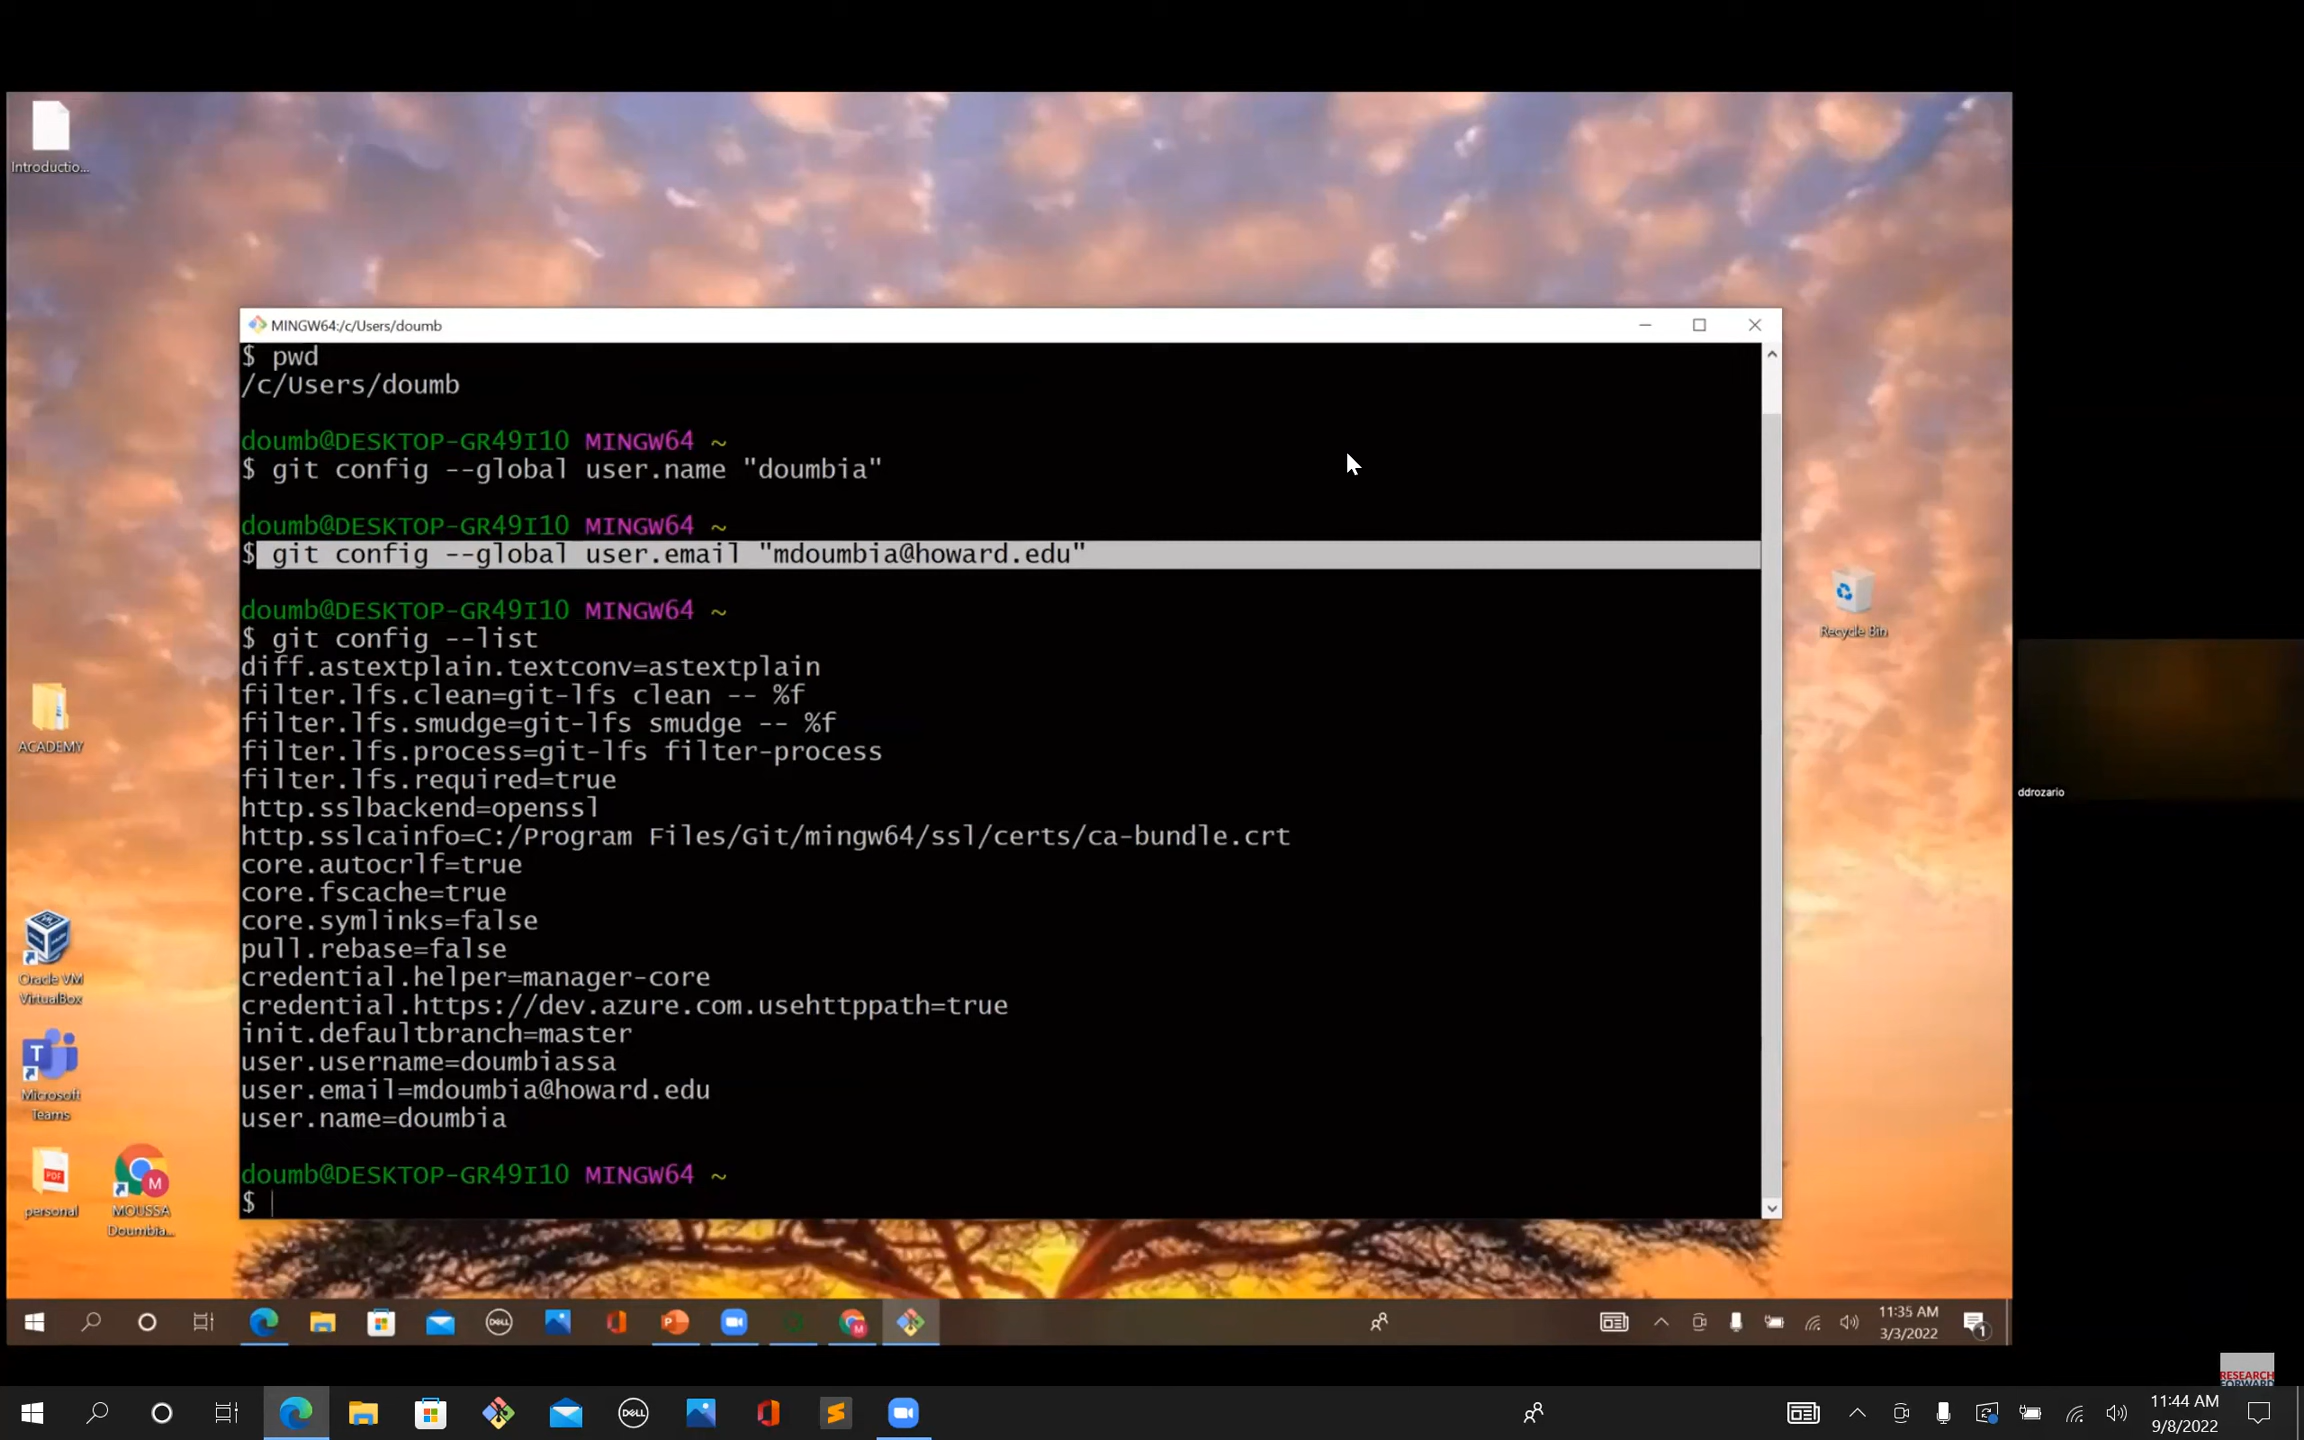 Introductio...
MINGW64:/c/Users/doumb
$ pwd
/c/Users/doumb
doumb@DESKTOP-GR49I10 MINGW64 ~
$ git config --global user.name "doumbia"
doumb@DESKTOP-GR49I10 MINGW64 ~
$ git config --global user.email "mdoumbia@howard.edu"
doumb@DESKTOP-GR49I10 MINGW64 ~
$ git config --list
diff.astextplain.textconv=astextplain
filter.lfs.clean=git-lfs clean -- %f
filter.lfs.smudge=git-lfs smudge -- %f
filter.lfs.process=git-lfs filter-process
filter.lfs.required=true
http.sslbackend=openssl
http.sslcainfo=C:/Program Files/Git/mingw64/ssl/certs/ca-bundle.crt
core.autocrlf=true
core.fscache=true
core.symlinks=false
pull.rebase=false
credential.helper=manager-core
credential.https://dev.azure.com.usehttppath=true
init.defaultbranch=master
user.username=doumbiassa
user.email=mdoumbia@howard.edu
user.name=doumbia
doumb@DESKTOP-GR49I10 MINGW64 ~
$
Recycle Bin
ACADEMY
Oracle VM
VirtualBox
Microsoft
Teams
personal
MOUSSA
Doumbia...
ddrozario
11:35 AM
3/3/2022
1
RESEARCH
FORWARD
11:44 AM
9/8/2022